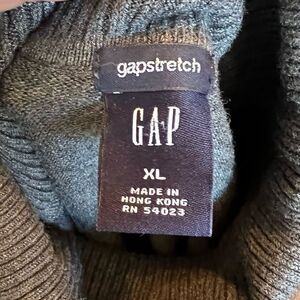 gapstretch
GAP
XL
MADE IN
HONG KONG
RN 54023